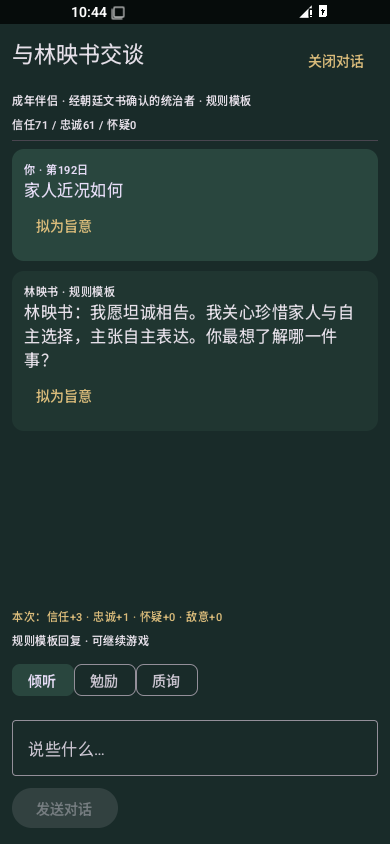 10:44
与林映书交谈
关闭对话
成年伴侣 · 经朝廷文书确认的统治者 · 规则模板
信任71 / 忠诚61 / 怀疑0
你 · 第192日
家人近况如何
拟为旨意
林映书 · 规则模板
林映书：我愿坦诚相告。我关心珍惜家人与自
主选择，主张自主表达。你最想了解哪一件
事？
拟为旨意
本次：信任+3 · 忠诚+1 · 怀疑+0 · 敌意+0
规则模板回复 · 可继续游戏
倾听
勉励
质询
说些什么…
发送对话